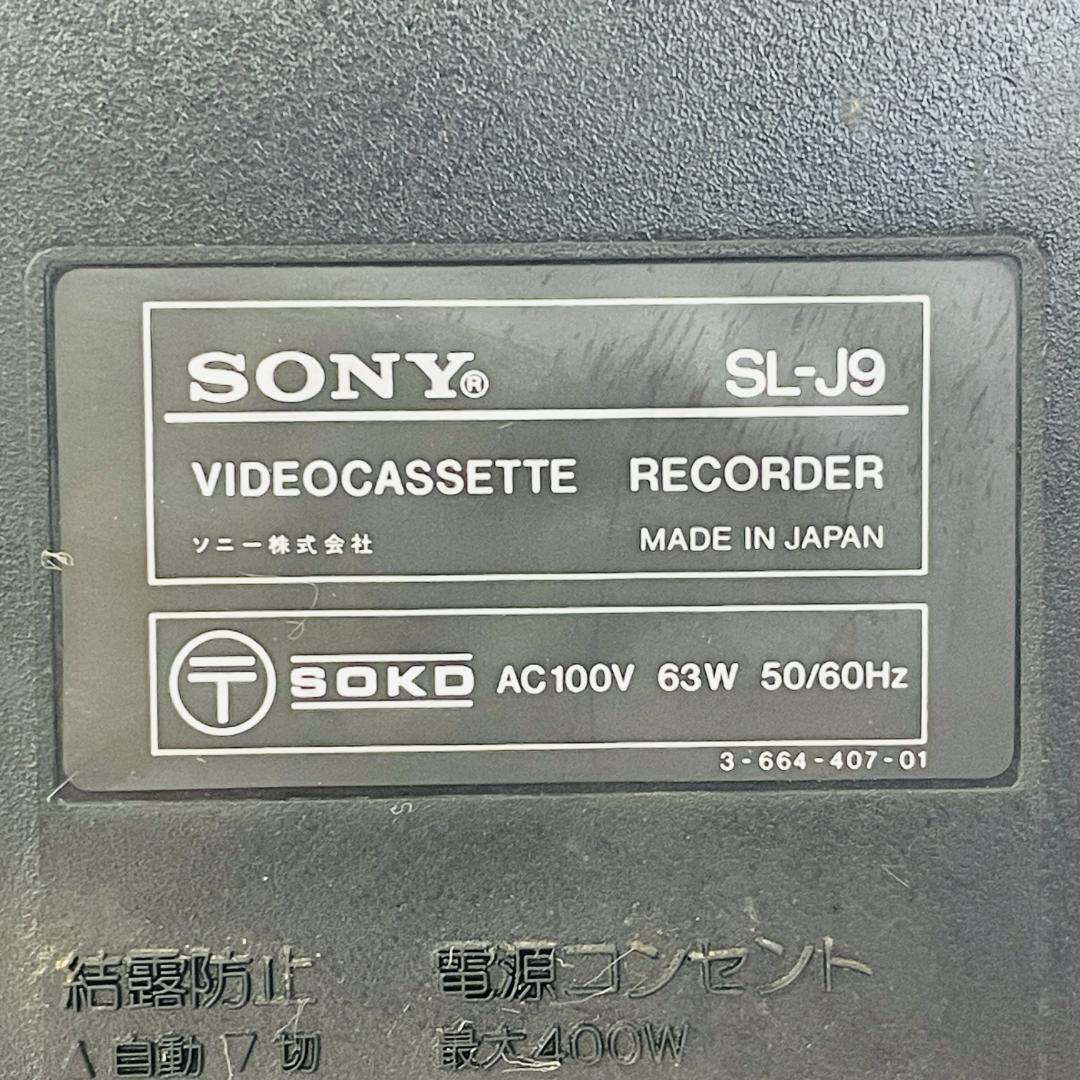 SONY® SL-J9
VIDEOCASSETTE RECORDER
ソニー株式会社 MADE IN JAPAN
〒 SOKD AC100V 63W 50/60Hz
3-664-407-01
結露防止 電源コンセント
自動 切 最大400W